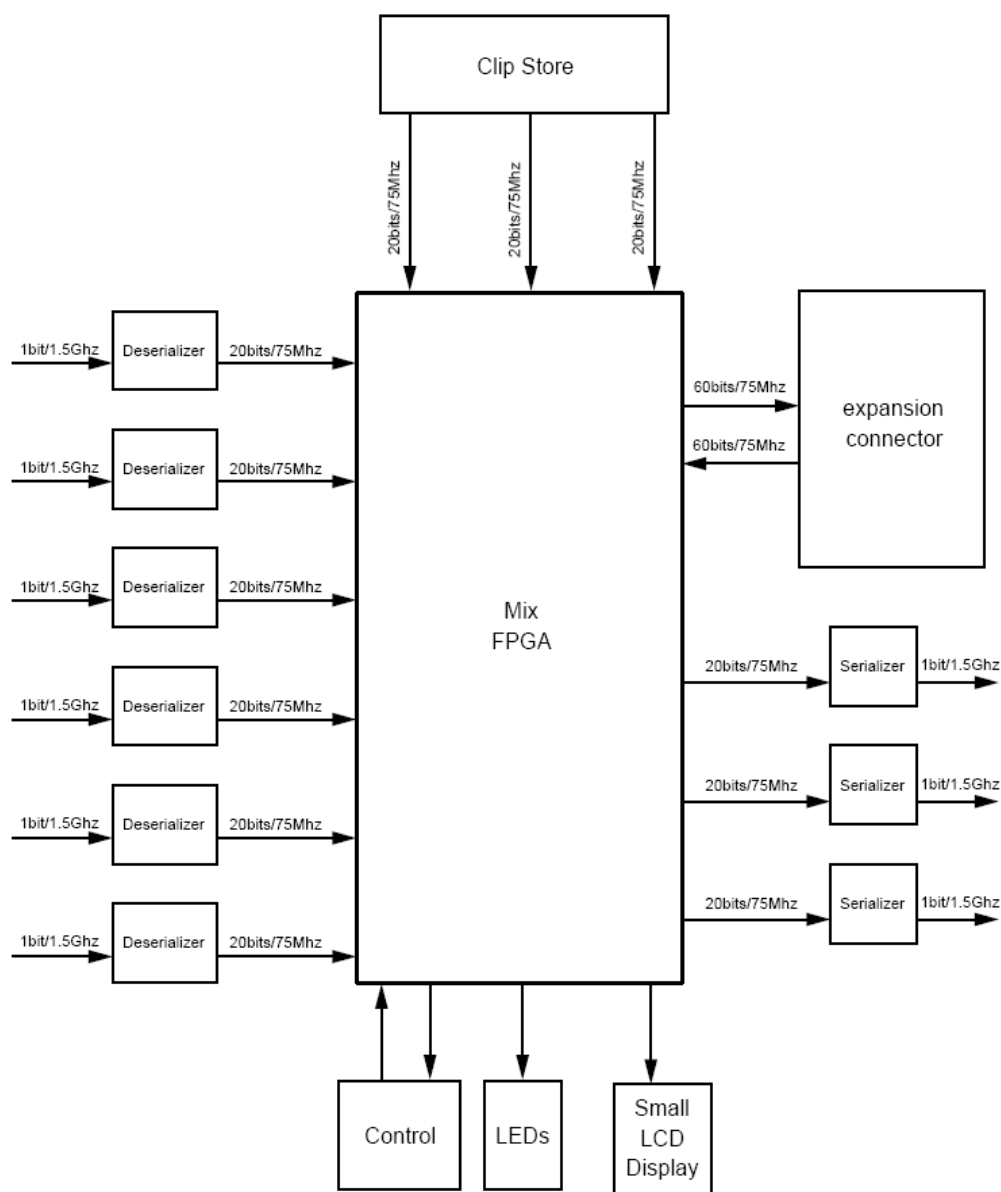 Clip Store
20bits/75Mhz
20bits/75Mhz
20bits/75Mhz
1bit/1.5Ghz
Deserializer
20bits/75Mhz
1bit/1.5Ghz
Deserializer
20bits/75Mhz
1bit/1.5Ghz
Deserializer
20bits/75Mhz
1bit/1.5Ghz
Deserializer
20bits/75Mhz
1bit/1.5Ghz
Deserializer
20bits/75Mhz
1bit/1.5Ghz
Deserializer
20bits/75Mhz
Mix
FPGA
60bits/75Mhz
60bits/75Mhz
expansion
connector
20bits/75Mhz
Serializer
1bit/1.5Ghz
20bits/75Mhz
Serializer
1bit/1.5Ghz
20bits/75Mhz
Serializer
1bit/1.5Ghz
Control
LEDs
Small
LCD
Display